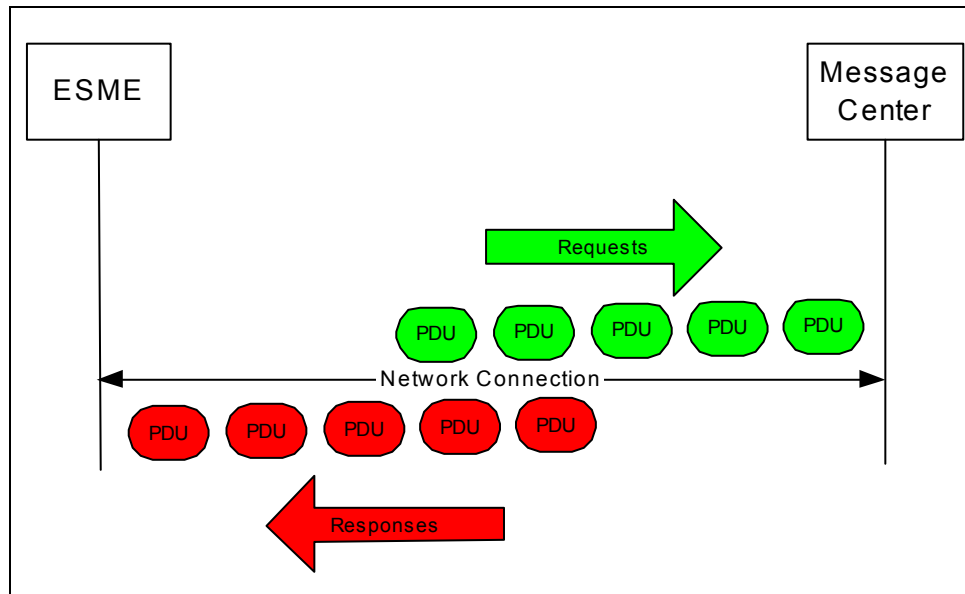 ESME
Message
Center
Requests
PDU PDU PDU PDU PDU
Network Connection
PDU PDU PDU PDU PDU
Responses